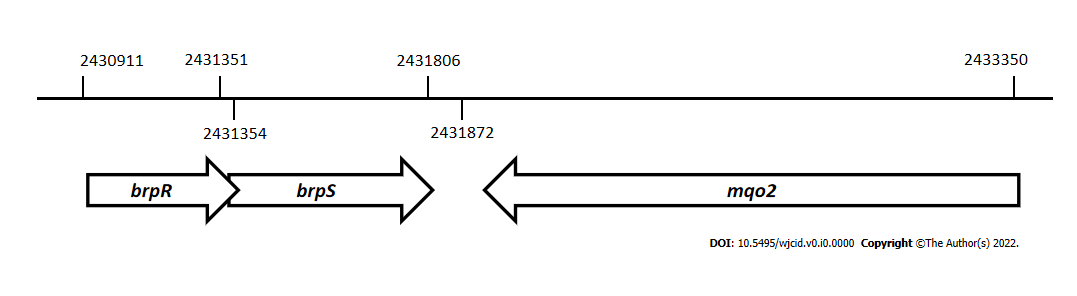 2430911 2431351 2431806 2433350
2431354 2431872
brpR brpS mqo2
DOI: 10.5495/wjcid.v0.i0.0000 Copyright ©The Author(s) 2022.